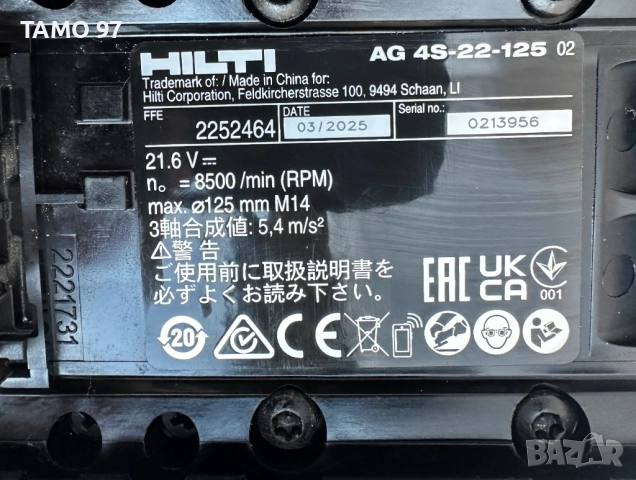 TAMO 97
HILTI AG 4S-22-125 02
Trademark of: / Made in China for:
Hilti Corporation, Feldkircherstrasse 100, 9494 Schaan, LI
FFE 2252464 DATE 03/2025 Serial no.: 0213956
21.6 V
n₀ = 8500 /min (RPM)
max. ø125 mm M14
3軸合成値: 5,4 m/s²
⚠警告
ご使用前に取扱説明書を
必ずよくお読み下さい。
EAC UK CA 001
20 CE
2221731
BAZAR